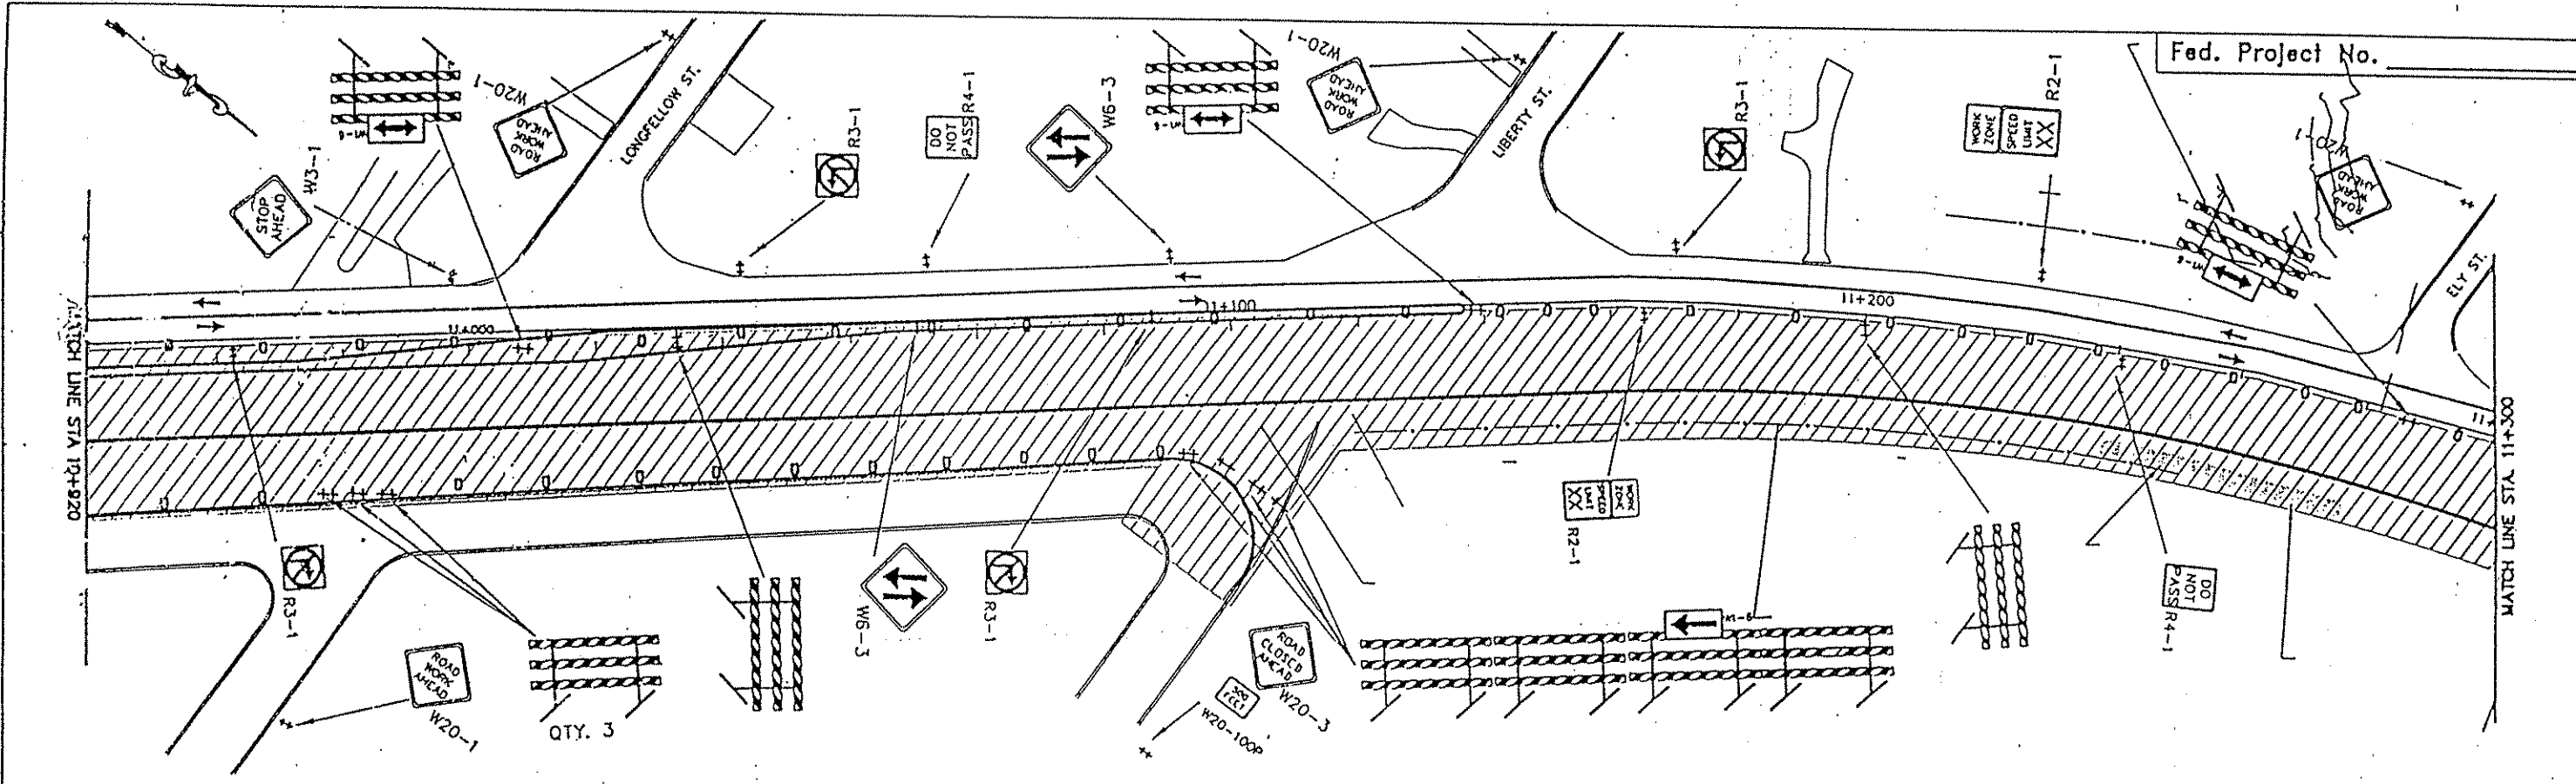 Fed. Project No.
W20-1
ROAD
WORK
AHEAD
LONGFELLOW ST.
W3-1
STOP
AHEAD
R3-1
DO
NOT
PASS
R4-1
W6-3
W20-1
ROAD
WORK
AHEAD
LIBERTY ST.
R3-1
WORK
ZONE
SPEED
LIMIT
XX
R2-1
W20-1
ROAD
WORK
AHEAD
ELY ST.
11+000
11+100
11+200
MATCH LINE STA 10+920
MATCH LINE STA. 11+300
R3-1
ROAD
WORK
AHEAD
W20-1
QTY. 3
W6-3
R3-1
ROAD
CLOSED
AHEAD
W20-3
500
FEET
W20-100P
WORK
ZONE
SPEED
LIMIT
XX
R2-1
DO
NOT
PASS
R4-1